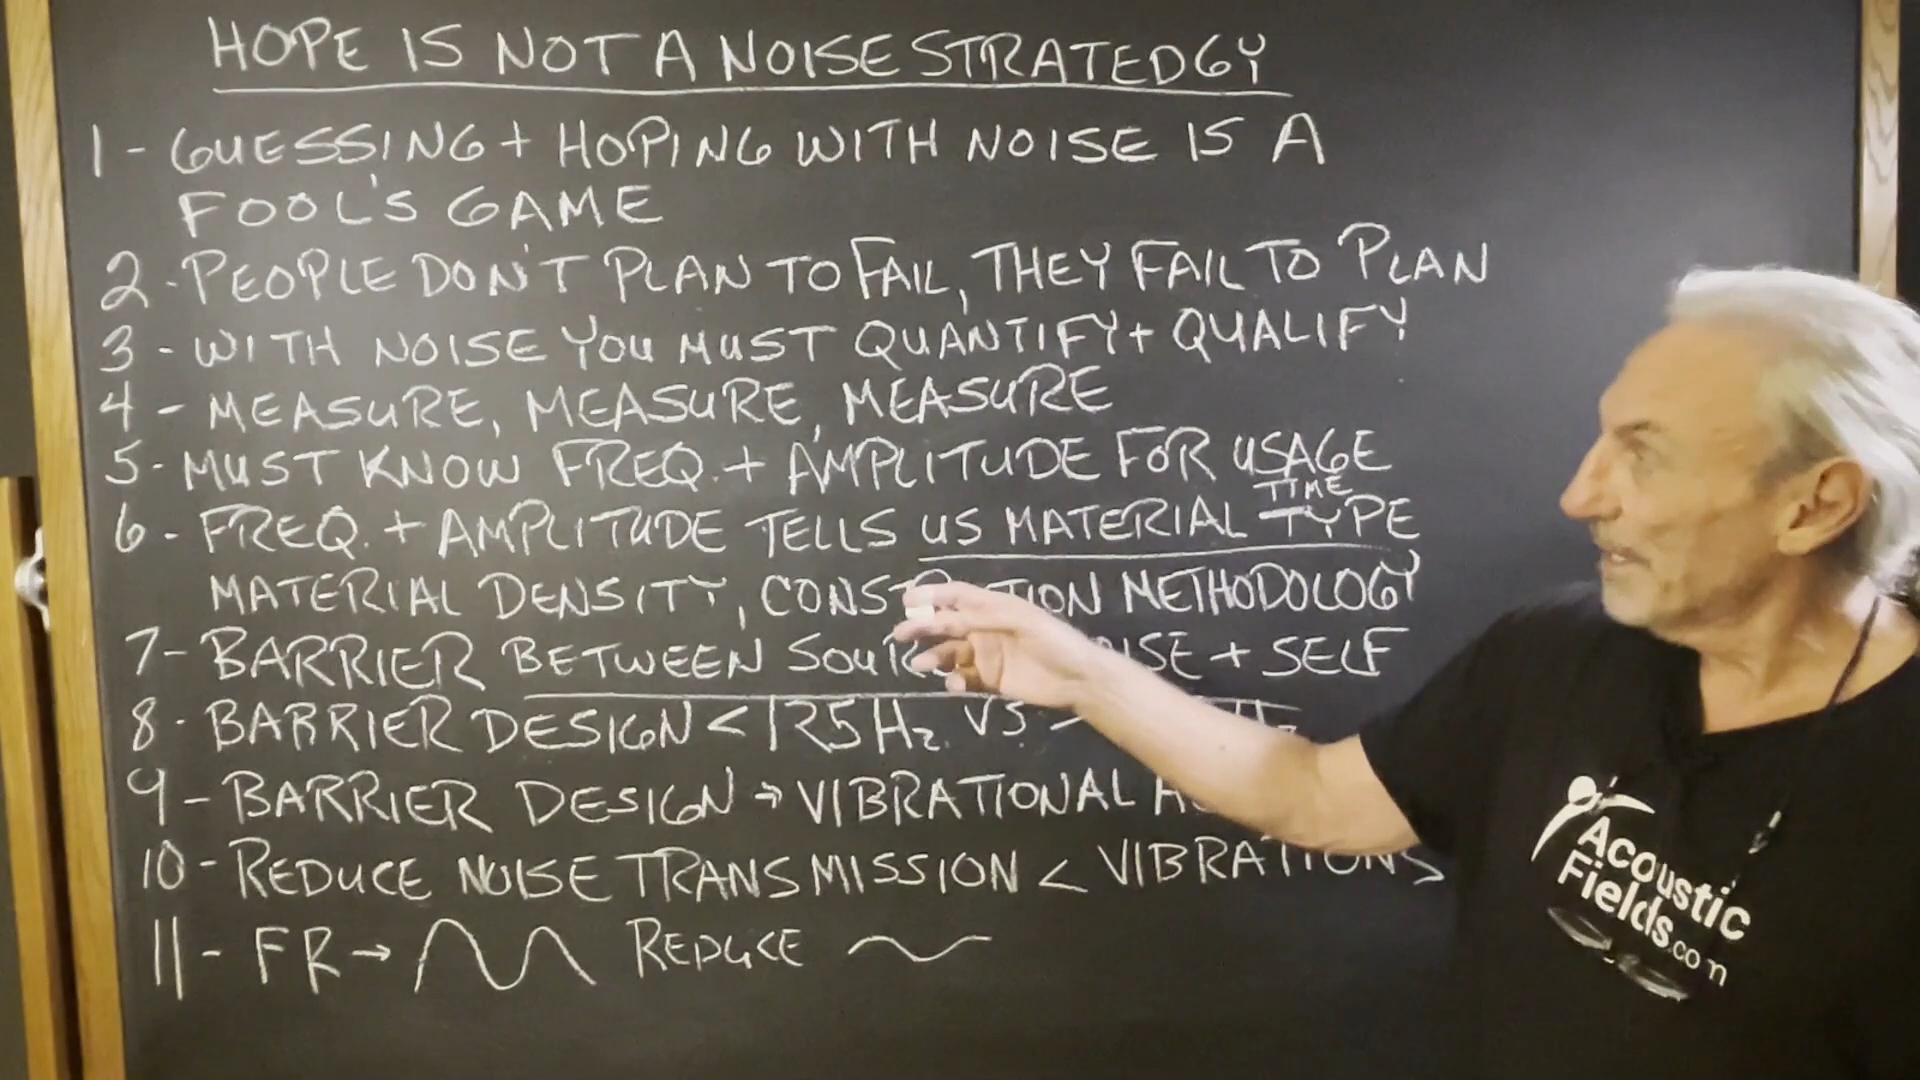 HOPE IS NOT A NOISE STRATEDGY
1 - GUESSING + HOPING WITH NOISE IS A
FOOL'S GAME
2 - PEOPLE DON'T PLAN TO FAIL, THEY FAIL TO PLAN
3 - WITH NOISE YOU MUST QUANTIFY + QUALIFY
4 - MEASURE, MEASURE, MEASURE
5 - MUST KNOW FREQ. + AMPLITUDE FOR USAGE
TIME
6 - FREQ. + AMPLITUDE TELLS US MATERIAL TYPE
MATERIAL DENSITY, METHODOLOGY
7 - BARRIER BETWEEN + SELF
8 - BARRIER DESIGN < 125 Hz. VS >
9 - BARRIER DESIGN → VIBRATIONAL
10 - REDUCE NOISE TRANSMISSION < VIBRATIONS
11 - FR → REDUCE
Acoustic
Fields.com